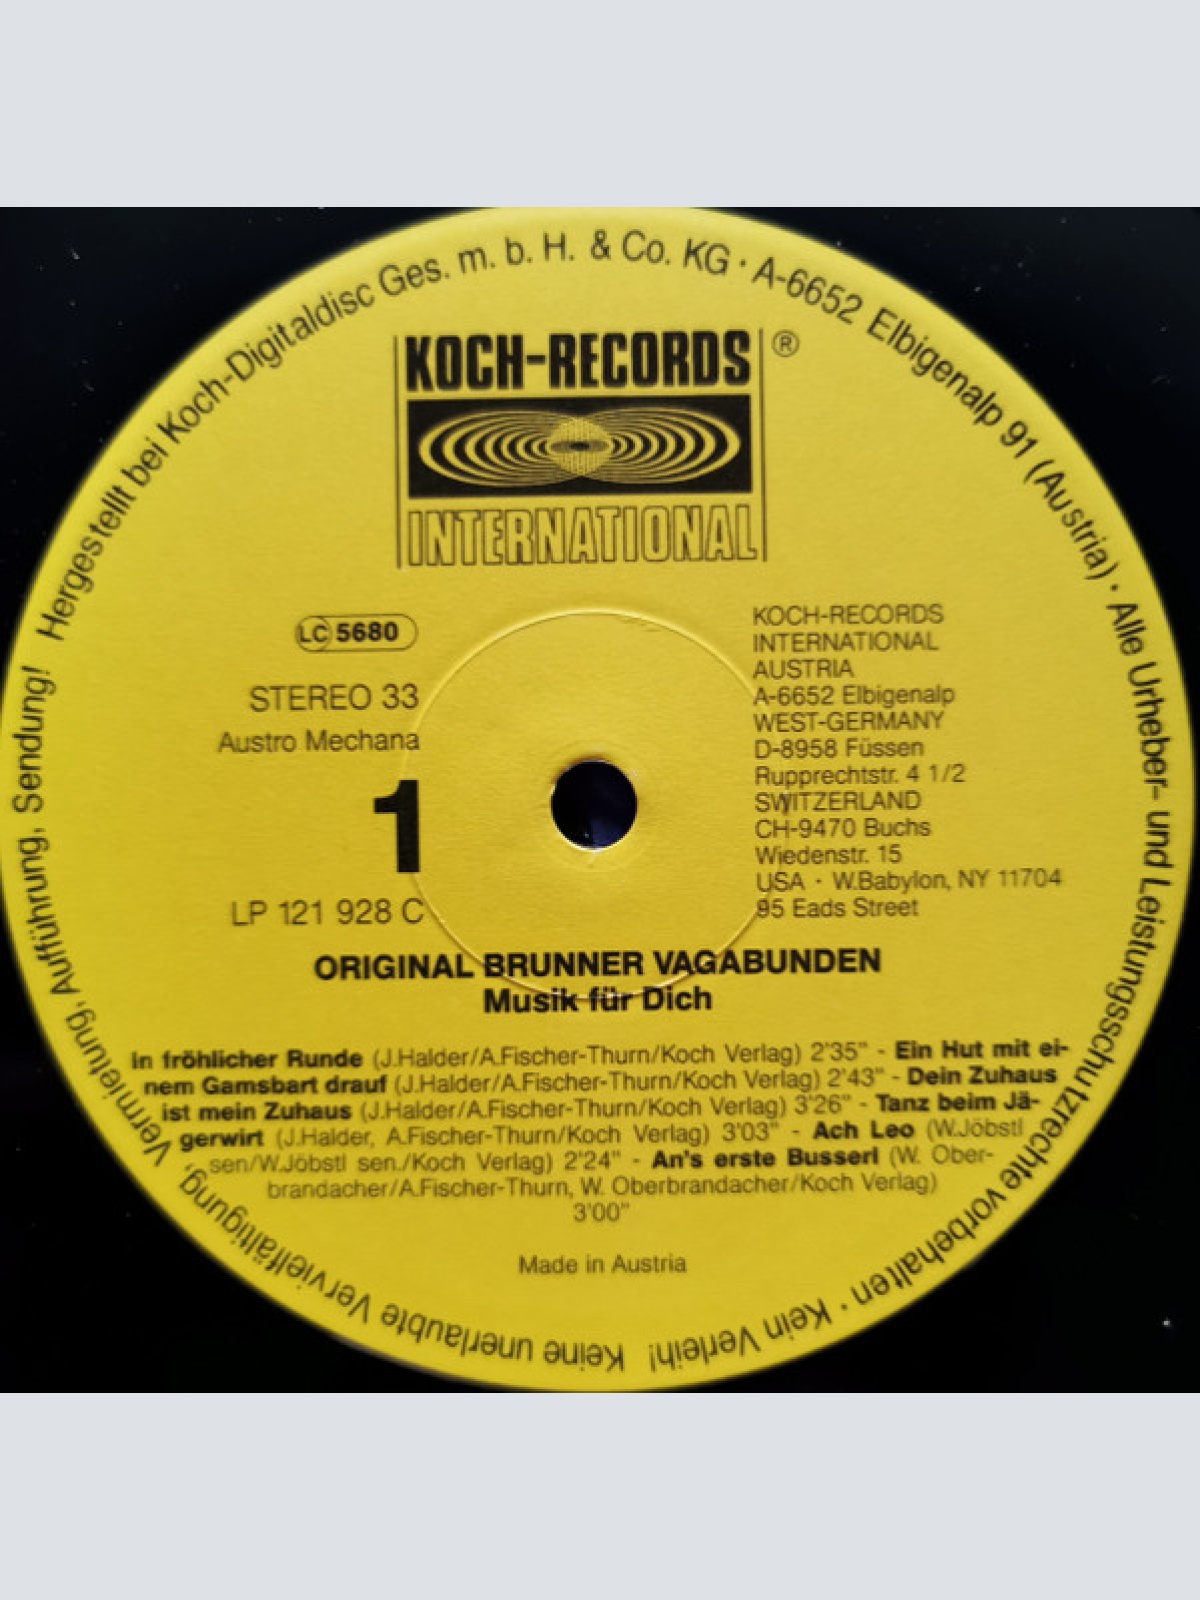 Hergestellt bei Koch-Digitaldisc Ges. m. b. H. & Co. KG · A-6652 Elbigenalp 91 (Austria) · Alle Urheber- und Leistungsschutzrechte vorbehalten · Kein Verleih! Keine unerlaubte Vervielfältigung, Vermietung, Aufführung, Sendung!
KOCH-RECORDS ®
INTERNATIONAL
LC 5680
STEREO 33
Austro Mechana
1
LP 121 928 C
KOCH-RECORDS
INTERNATIONAL
AUSTRIA
A-6652 Elbigenalp
WEST-GERMANY
D-8958 Füssen
Rupprechtstr. 4 1/2
SWITZERLAND
CH-9470 Buchs
Wiedenstr. 15
USA · W.Babylon, NY 11704
95 Eads Street
ORIGINAL BRUNNER VAGABUNDEN
Musik für Dich
In fröhlicher Runde (J.Halder/A.Fischer-Thurn/Koch Verlag) 2'35" - Ein Hut mit ei-
nem Gamsbart drauf (J.Halder/A.Fischer-Thurn/Koch Verlag) 2'43" - Dein Zuhaus
ist mein Zuhaus (J.Halder/A.Fischer-Thurn/Koch Verlag) 3'26" - Tanz beim Jä-
gerwirt (J.Halder, A.Fischer-Thurn/Koch Verlag) 3'03" - Ach Leo (W.Jöbstl
sen/W.Jöbstl sen./Koch Verlag) 2'24" - An's erste Busserl (W. Ober-
brandacher/A.Fischer-Thurn, W. Oberbrandacher/Koch Verlag)
3'00"
Made in Austria